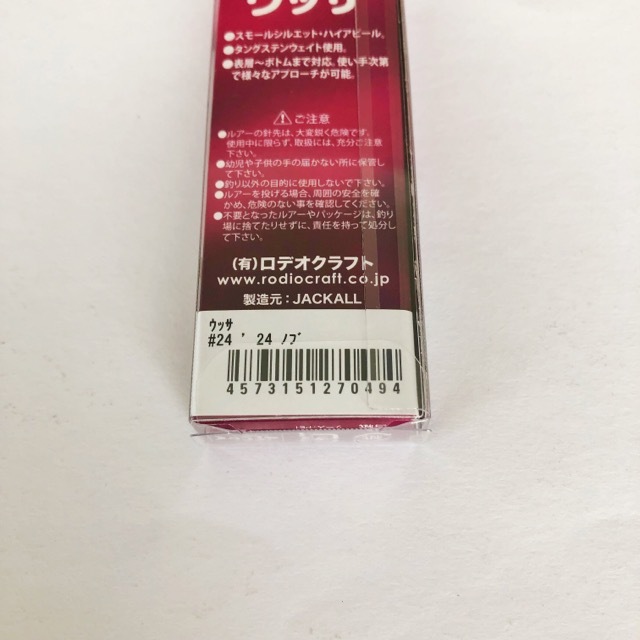 ウッサ
●スモールシルエット・ハイアピール。
●タングステンウェイト使用。
●表層〜ボトムまで対応。使い手次第
で様々なアプローチが可能。
ご注意
●ルアーの針先は、大変鋭く危険です。
使用中に限らず、取扱には、充分ご注意
下さい。
●幼児や子供の手の届かない所に保管し
て下さい。
●釣り以外の目的に使用しないで下さい。
●ルアーを投げる場合、周囲の安全を確
かめ、危険のない事を確認してください。
●不要となったルアーやパッケージは、釣り
場に捨てたりせずに、責任を持って処分し
て下さい。
(有)ロデオクラフト
www.rodiocraft.co.jp
製造元:JACKALL
ウッサ
#24 ' 24 ノブ
4573151270494